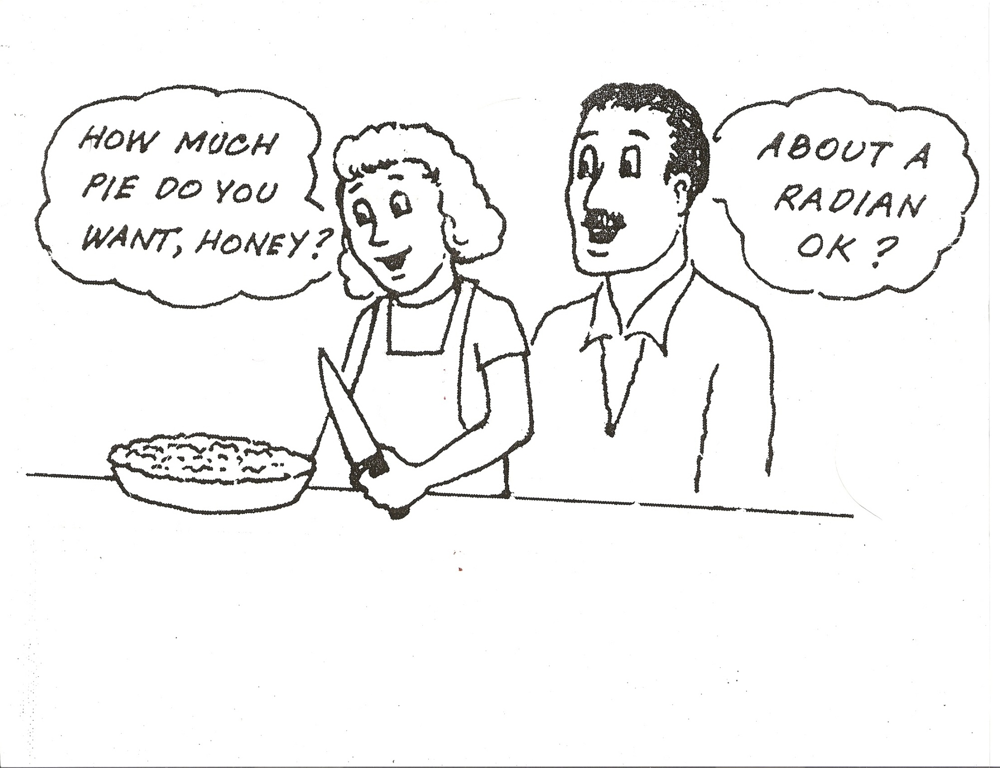 HOW MUCH
PIE DO YOU
WANT, HONEY?
ABOUT A
RADIAN
OK?